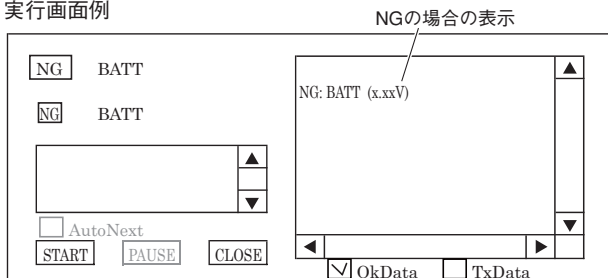 実行画面例
NGの場合の表示
NG BATT
NG: BATT (x.xxV)
NG BATT
AutoNext
START PAUSE CLOSE
OkData TxData